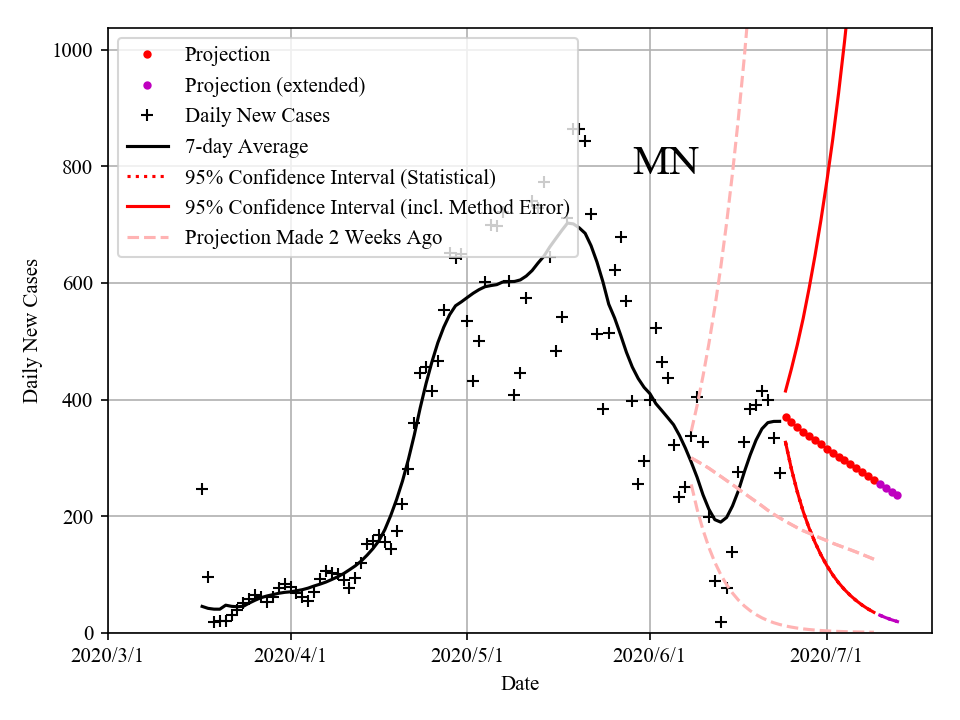 1000
800
600
400
200
0
Daily New Cases
Projection
Projection (extended)
Daily New Cases
7-day Average
95% Confidence Interval (Statistical)
95% Confidence Interval (incl. Method Error)
Projection Made 2 Weeks Ago
MN
2020/3/1 2020/4/1 2020/5/1 2020/6/1 2020/7/1
Date